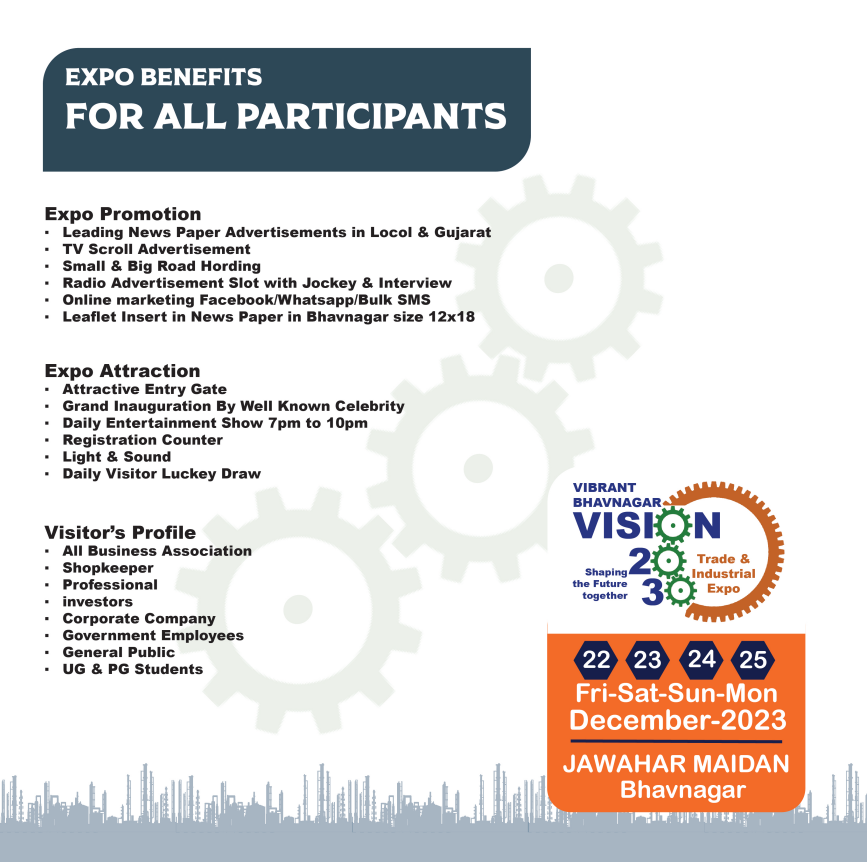 EXPO BENEFITS
FOR ALL PARTICIPANTS
Expo Promotion
▪ Leading News Paper Advertisements in Locol & Gujarat
▪ TV Scroll Advertisement
▪ Small & Big Road Hording
▪ Radio Advertisement Slot with Jockey & Interview
▪ Online marketing Facebook/Whatsapp/Bulk SMS
▪ Leaflet Insert in News Paper in Bhavnagar size 12x18
Expo Attraction
▪ Attractive Entry Gate
▪ Grand Inauguration By Well Known Celebrity
▪ Daily Entertainment Show 7pm to 10pm
▪ Registration Counter
▪ Light & Sound
▪ Daily Visitor Luckey Draw
Visitor's Profile
▪ All Business Association
▪ Shopkeeper
▪ Professional
▪ investors
▪ Corporate Company
▪ Government Employees
▪ General Public
▪ UG & PG Students
VIBRANT
BHAVNAGAR
VISION
2030
Shaping
the Future
together
Trade &
Industrial
Expo
22 23 24 25
Fri-Sat-Sun-Mon
December-2023
JAWAHAR MAIDAN
Bhavnagar